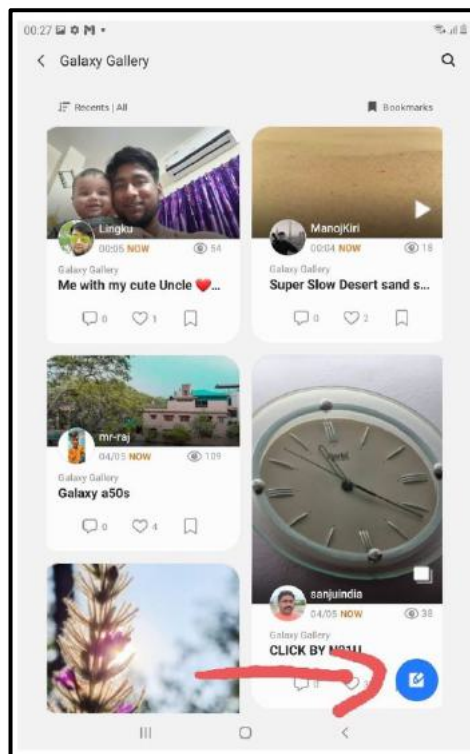 00:27
Galaxy Gallery
Recents | All
Bookmarks
Lingku
00:05 NOW
54
Galaxy Gallery
Me with my cute Uncle ❤️...
0
1
ManojKiri
00:04 NOW
18
Galaxy Gallery
Super Slow Desert sand s...
0
2
mr-raj
04/05 NOW
109
Galaxy Gallery
Galaxy a50s
0
4
sanjuindia
04/05 NOW
38
Galaxy Gallery
CLICK BY